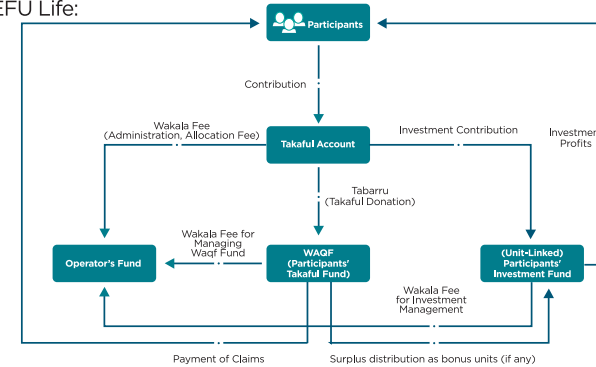 EFU Life:
Participants
Contribution
Wakala Fee
(Administration, Allocation Fee)
Investment Contribution
Profits
Takaful Account
Tabarru
(Takaful Donation)
Wakala Fee for
Managing
Waqf Fund
Operator's Fund
WAQF
(Participants'
Takaful Fund)
(Unit-Linked)
Participants'
Investment Fund
Wakala Fee
for Investment
Management
Payment of Claims
Surplus distribution as bonus units (if any)